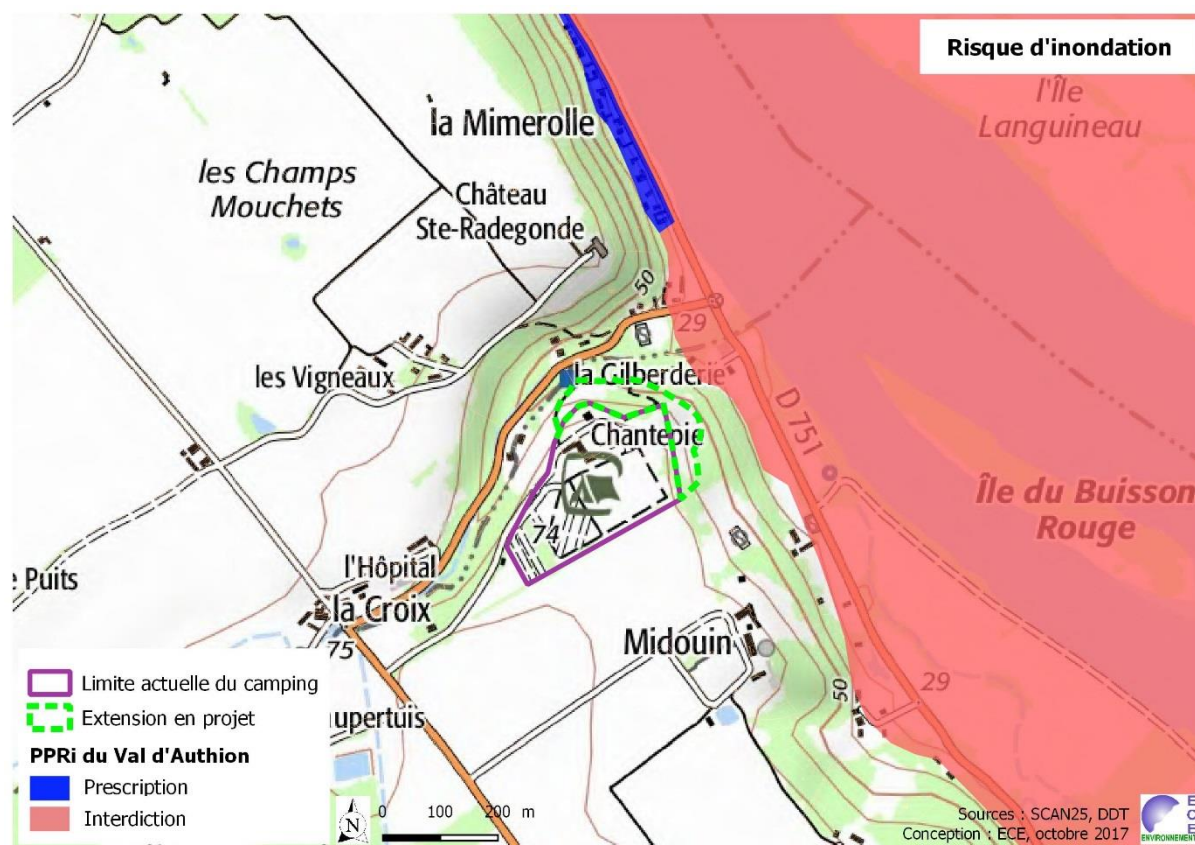 Risque d'inondation
l'Île
Languineau
la Mimerolle
les Champs
Mouchets
Château
Ste-Radegonde
50
29
la Gilberderie
les Vigneaux
D 751
Chantepie
Île du Buisson
Rouge
74
l'Hôpital
Puits
la Croix
Midouin
75
50
29
Limite actuelle du camping
Extension en projet
upertuis
PPRi du Val d'Authion
Prescription
Interdiction
N
0 100 200 m
Sources : SCAN25, DDT
Conception : ECE, octobre 2017
E
C
E
ENVIRONNEMENT